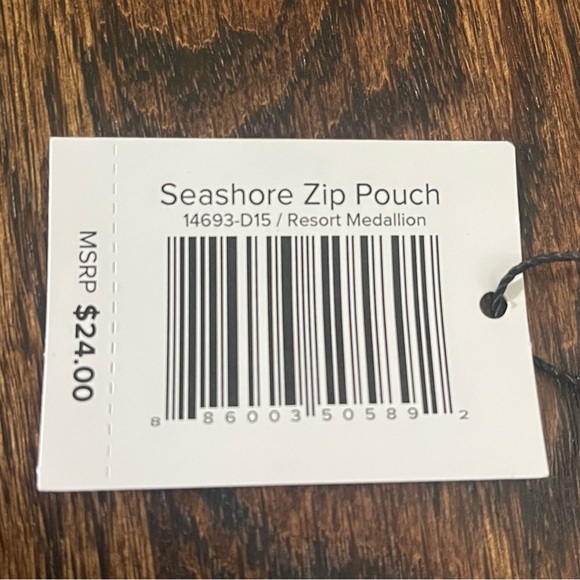 Seashore Zip Pouch
14693-D15 / Resort Medallion
8 86003 50589 2
MSRP $24.00